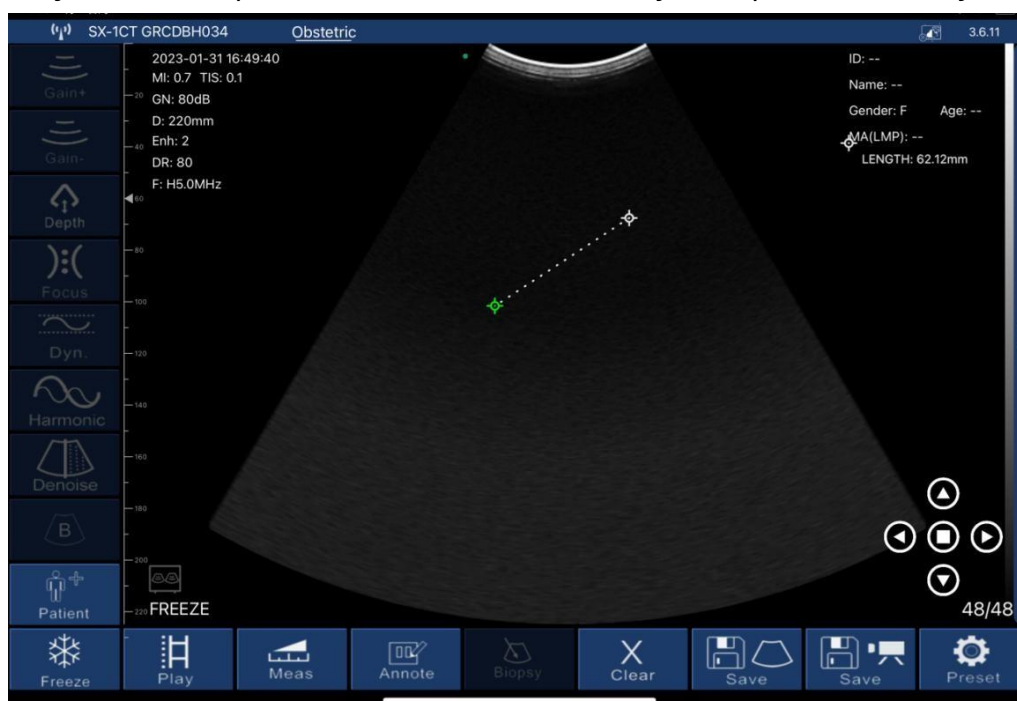 SX-1CT GRCDBH034 Obstetric 3.6.11
2023-01-31 16:49:40
MI: 0.7 TIS: 0.1
GN: 80dB
D: 220mm
Enh: 2
DR: 80
F: H5.0MHz
ID: --
Name: --
Gender: F Age: --
MA(LMP): --
LENGTH: 62.12mm
Gain+
Gain-
Depth
Focus
Dyn.
Harmonic
Denoise
B
Patient
20
40
60
80
100
120
140
160
180
200
220
FREEZE
48/48
Freeze
Play
Meas
Annote
Biopsy
Clear
Save
Save
Preset